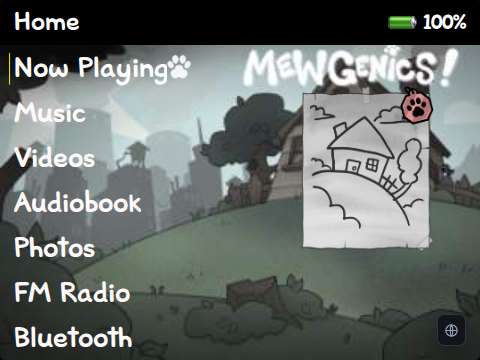 Home
100%
Now Playing
MEWGENICS!
Music
Videos
Audiobook
Photos
FM Radio
Bluetooth